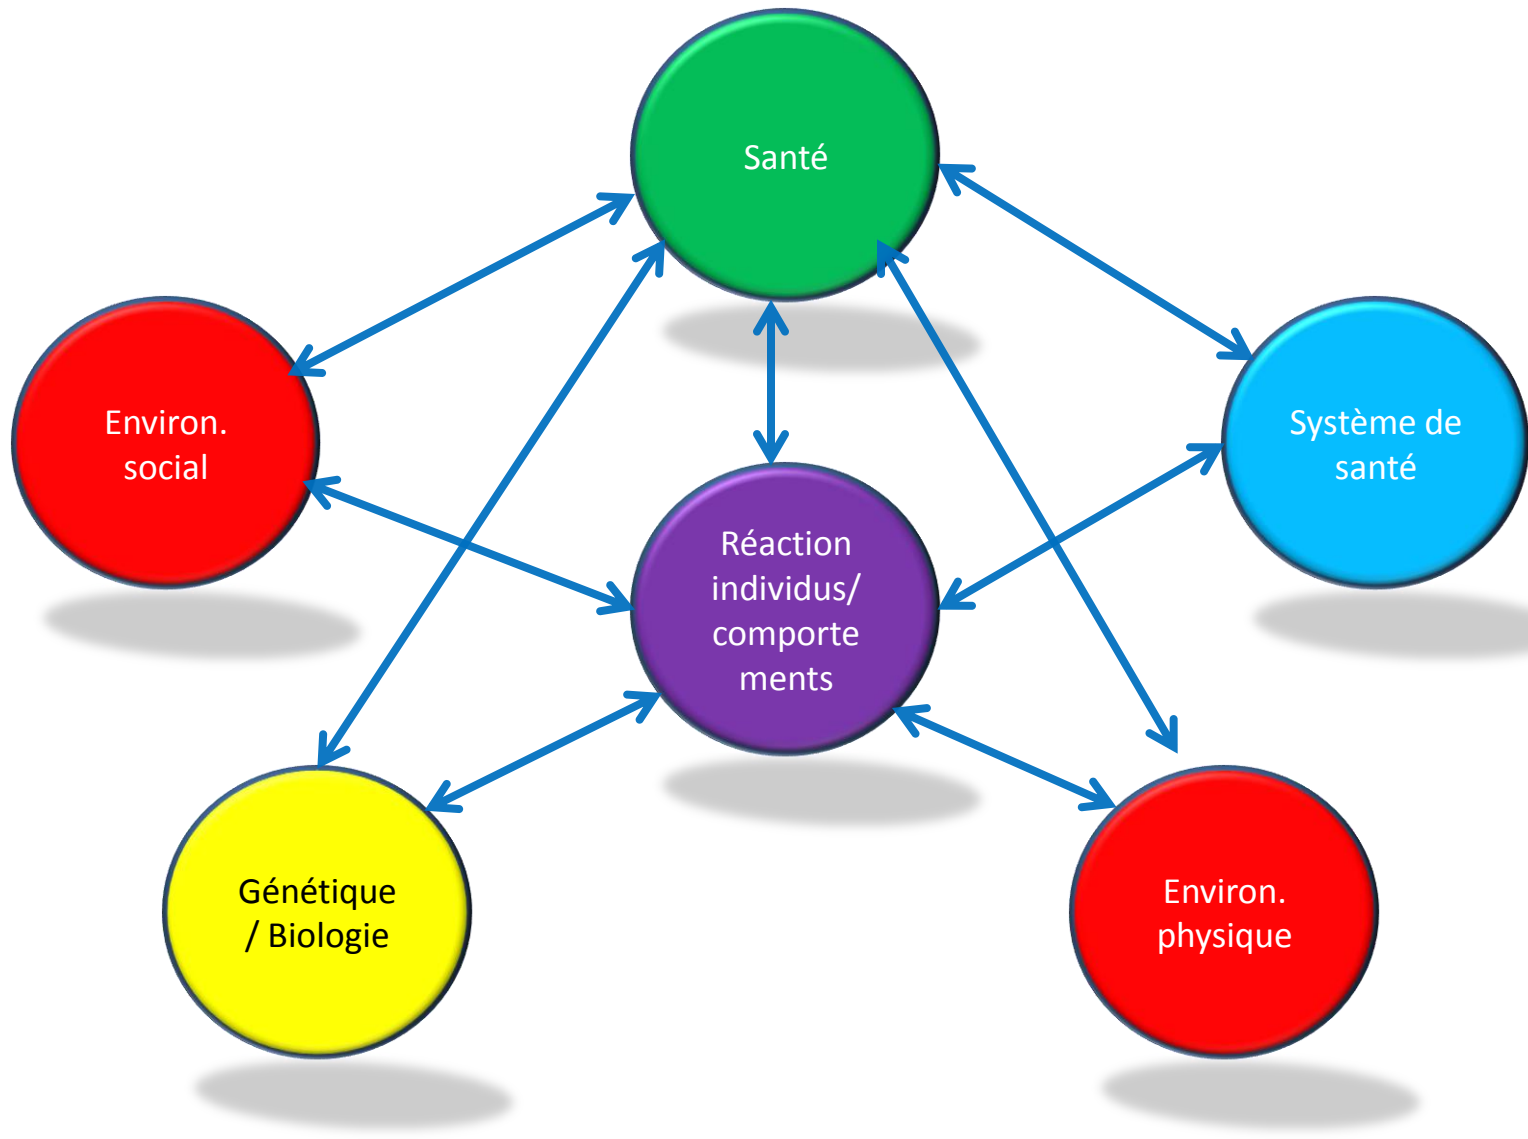 Santé
Environ.
social
Système de
santé
Réaction
individus/
comporte
ments
Génétique
/ Biologie
Environ.
physique